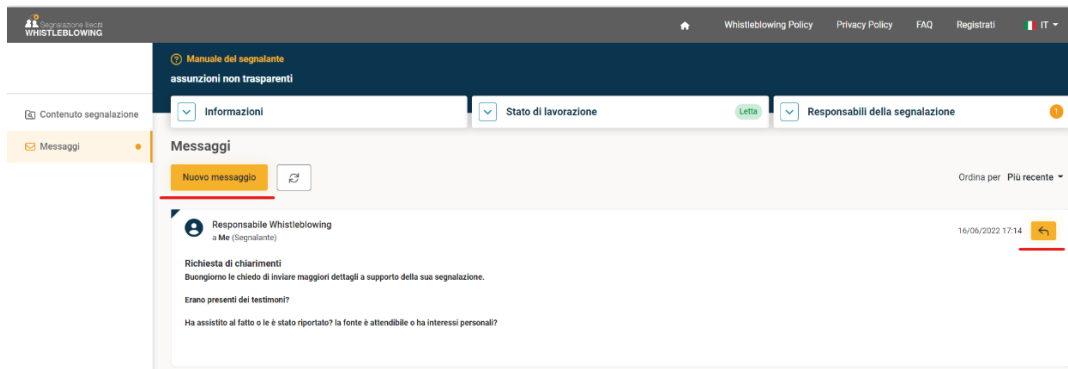 Segnalazione Illeciti
WHISTLEBLOWING
Whistleblowing Policy
Privacy Policy
FAQ
Registrati
IT
Manuale del segnalante
assunzioni non trasparenti
Contenuto segnalazione
Messaggi
Informazioni
Stato di lavorazione
Letta
Responsabili della segnalazione
1
Messaggi
Nuovo messaggio
Ordina per Più recente
Responsabile Whistleblowing
a Me (Segnalante)
16/06/2022 17:14
Richiesta di chiarimenti
Buongiorno le chiedo di inviare maggiori dettagli a supporto della sua segnalazione.
Erano presenti dei testimoni?
Ha assistito al fatto o le è stato riportato? la fonte è attendibile o ha interessi personali?